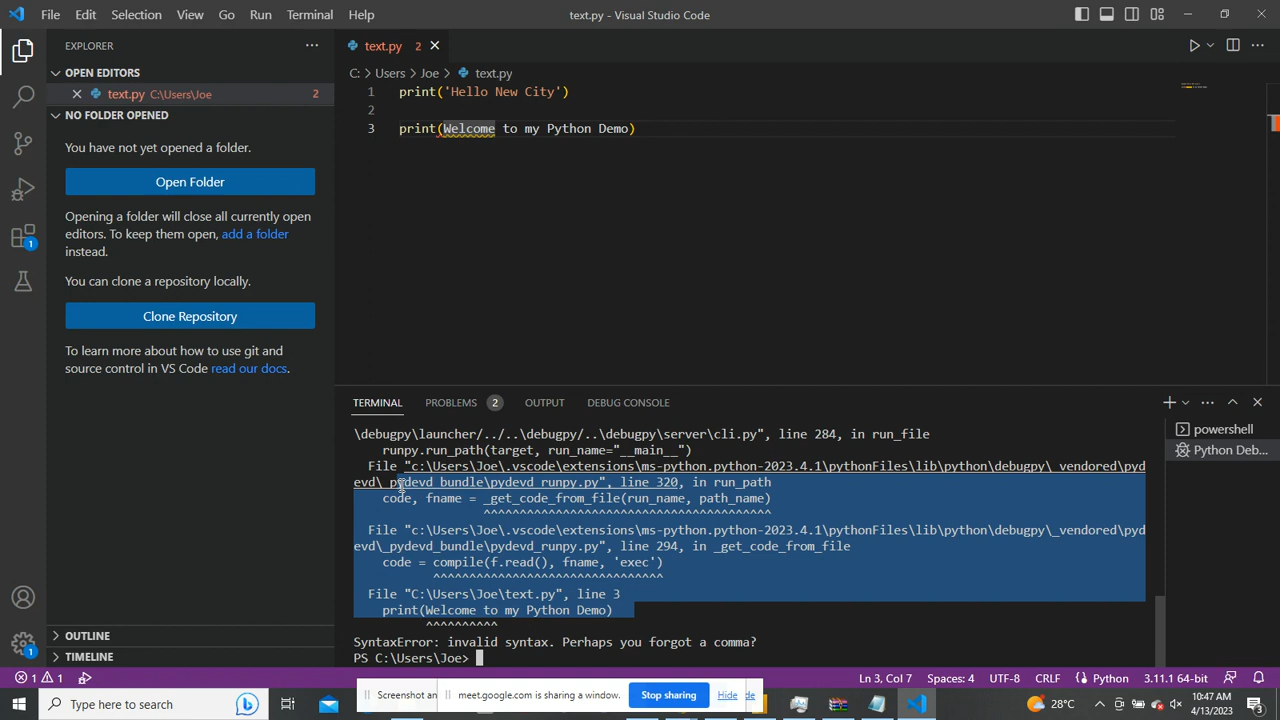 File Edit Selection View Go Run Terminal Help
text.py - Visual Studio Code
EXPLORER
OPEN EDITORS
text.py C:\Users\Joe 2
NO FOLDER OPENED
You have not yet opened a folder.
Open Folder
Opening a folder will close all currently open
editors. To keep them open, add a folder
instead.
You can clone a repository locally.
Clone Repository
To learn more about how to use git and
source control in VS Code read our docs.
OUTLINE
TIMELINE
1
1
text.py 2
C: > Users > Joe > text.py
1 print('Hello New City')
2
3 print(Welcome to my Python Demo)
TERMINAL PROBLEMS 2 OUTPUT DEBUG CONSOLE
powershell
Python Deb...
\debugpy\launcher/../..\debugpy/..\debugpy\server\cli.py", line 284, in run_file
runpy.run_path(target, run_name="__main__")
File "c:\Users\Joe\.vscode\extensions\ms-python.python-2023.4.1\pythonFiles\lib\python\debugpy\_vendored\pyd
evd\_pydevd_bundle\pydevd_runpy.py", line 320, in run_path
code, fname = _get_code_from_file(run_name, path_name)
^^^^^^^^^^^^^^^^^^^^^^^^^^^^^^^^^^^^^^^^
File "c:\Users\Joe\.vscode\extensions\ms-python.python-2023.4.1\pythonFiles\lib\python\debugpy\_vendored\pyd
evd\_pydevd_bundle\pydevd_runpy.py", line 294, in _get_code_from_file
code = compile(f.read(), fname, 'exec')
^^^^^^^^^^^^^^^^^^^^^^^^^^^^^^^^
File "C:\Users\Joe\text.py", line 3
print(Welcome to my Python Demo)
^^^^^^^^^^
SyntaxError: invalid syntax. Perhaps you forgot a comma?
PS C:\Users\Joe>
1 1 Ln 3, Col 7 Spaces: 4 UTF-8 CRLF Python 3.11.1 64-bit
Type here to search
Screenshot an
meet.google.com is sharing a window. Stop sharing Hide de
28°C
10:47 AM
4/13/2023
3